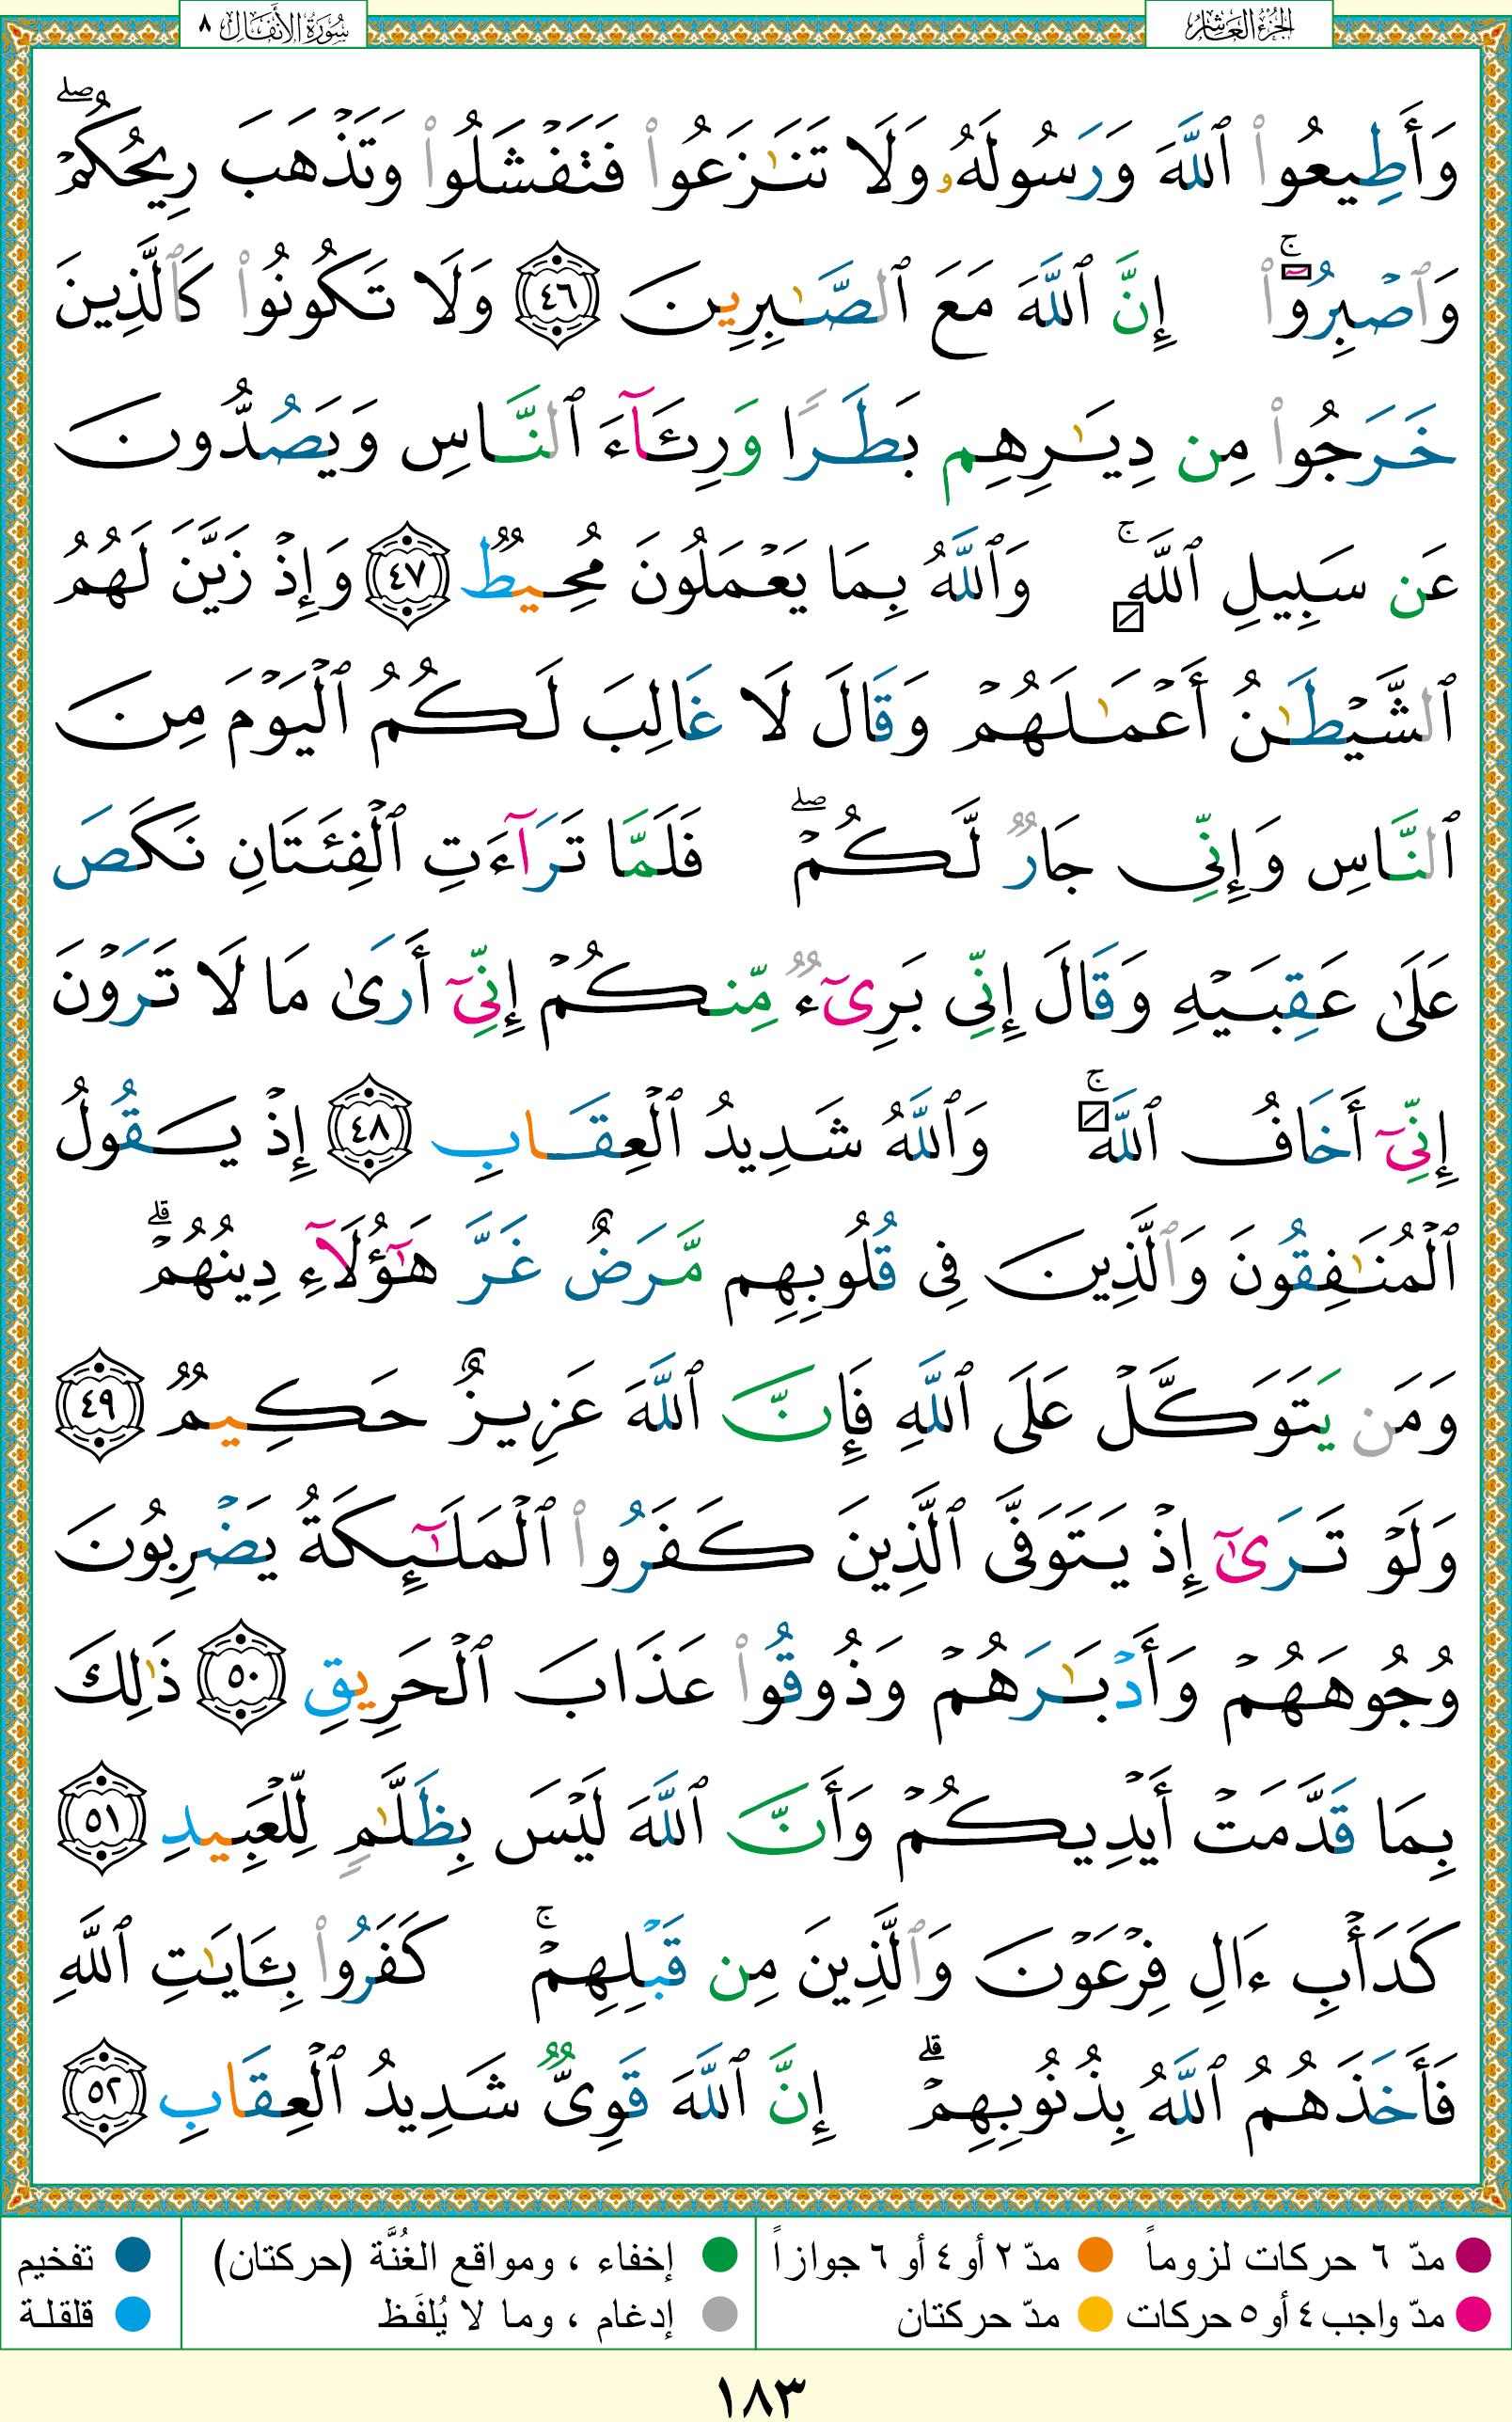 الجزء العاشر
سورة الأنفال ٨
وَأَطِيعُوا۟ ٱللَّهَ وَرَسُولَهُۥ وَلَا تَنَـٰزَعُوا۟ فَتَفْشَلُوا۟ وَتَذْهَبَ رِيحُكُمْ ۖ
وَٱصْبِرُوٓا۟ ۚ إِنَّ ٱللَّهَ مَعَ ٱلصَّـٰبِرِينَ ٤٦ وَلَا تَكُونُوا۟ كَٱلَّذِينَ
خَرَجُوا۟ مِن دِيَـٰرِهِم بَطَرًا وَرِئَآءَ ٱلنَّاسِ وَيَصُدُّونَ
عَن سَبِيلِ ٱللَّهِ ۚ وَٱللَّهُ بِمَا يَعْمَلُونَ مُحِيطٌ ٤٧ وَإِذْ زَيَّنَ لَهُمُ
ٱلشَّيْطَـٰنُ أَعْمَـٰلَهُمْ وَقَالَ لَا غَالِبَ لَكُمُ ٱلْيَوْمَ مِنَ
ٱلنَّاسِ وَإِنِّى جَارٌ لَّكُمْ ۖ فَلَمَّا تَرَآءَتِ ٱلْفِئَتَانِ نَكَصَ
عَلَىٰ عَقِبَيْهِ وَقَالَ إِنِّى بَرِىٓءٌ مِّنكُمْ إِنِّىٓ أَرَىٰ مَا لَا تَرَوْنَ
إِنِّىٓ أَخَافُ ٱللَّهَ ۚ وَٱللَّهُ شَدِيدُ ٱلْعِقَابِ ٤٨ إِذْ يَقُولُ
ٱلْمُنَـٰفِقُونَ وَٱلَّذِينَ فِى قُلُوبِهِم مَّرَضٌ غَرَّ هَـٰٓؤُلَآءِ دِينُهُمْ ۗ
وَمَن يَتَوَكَّلْ عَلَى ٱللَّهِ فَإِنَّ ٱللَّهَ عَزِيزٌ حَكِيمٌ ٤٩
وَلَوْ تَرَىٰٓ إِذْ يَتَوَفَّى ٱلَّذِينَ كَفَرُوا۟ ٱلْمَلَـٰٓئِكَةُ يَضْرِبُونَ
وُجُوهَهُمْ وَأَدْبَـٰرَهُمْ وَذُوقُوا۟ عَذَابَ ٱلْحَرِيقِ ٥٠ ذَٰلِكَ
بِمَا قَدَّمَتْ أَيْدِيكُمْ وَأَنَّ ٱللَّهَ لَيْسَ بِظَلَّـٰمٍ لِّلْعَبِيدِ ٥١
كَدَأْبِ ءَالِ فِرْعَوْنَ وَٱلَّذِينَ مِن قَبْلِهِمْ ۚ كَفَرُوا۟ بِـَٔايَـٰتِ ٱللَّهِ
فَأَخَذَهُمُ ٱللَّهُ بِذُنُوبِهِمْ ۗ إِنَّ ٱللَّهَ قَوِىٌّ شَدِيدُ ٱلْعِقَابِ ٥٢
مدّ ٦ حركات لزوماً مدّ ٢ أو ٤ أو ٦ جوازاً إخفاء ، ومواقع الغُنَّة (حركتان) تفخيم
مدّ واجب ٤ أو ٥ حركات مدّ حركتان إدغام ، وما لا يُلفَظ قلقلة
١٨٣